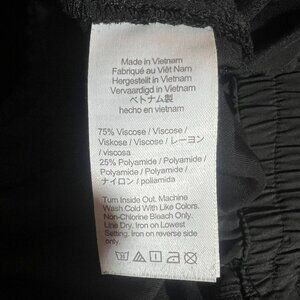 Made in Vietnam
Fabriqué au Viêt Nam
Hergestellt in Vietnam
Vervaardigd in Vietnam
ベトナム製
hecho en vietnam
75% Viscose / Viscose /
Viskose / Viscose / レーヨン
/ viscosa
25% Polyamide / Polyamide /
Polyamide / Polyamide /
ナイロン / poliamida
Turn Inside Out. Machine
Wash Cold With Like Colors.
Non-Chlorine Bleach Only.
Line Dry. Iron on Lowest
Setting. Iron on reverse side
only.